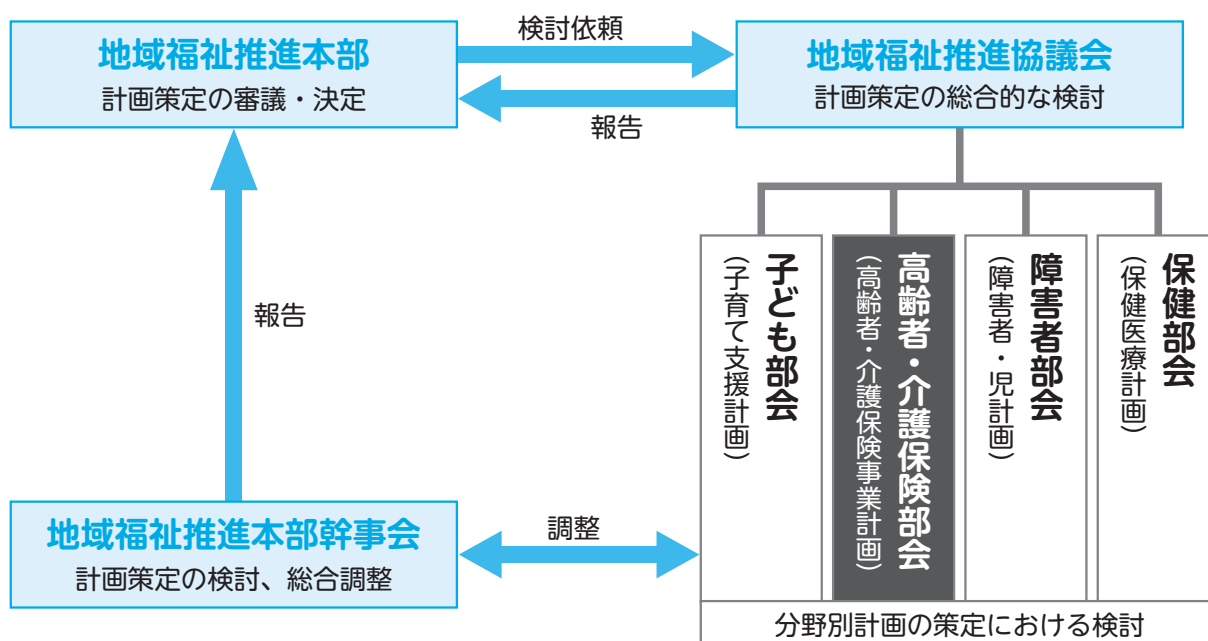 検討依頼
地域福祉推進本部
計画策定の審議・決定
地域福祉推進協議会
計画策定の総合的な検討
報告
報告
子ども部会
(子育て支援計画)
高齢者・介護保険部会
(高齢者・介護保険事業計画)
障害者部会
(障害者・児計画)
保健部会
(保健医療計画)
地域福祉推進本部幹事会
計画策定の検討、総合調整
調整
分野別計画の策定における検討